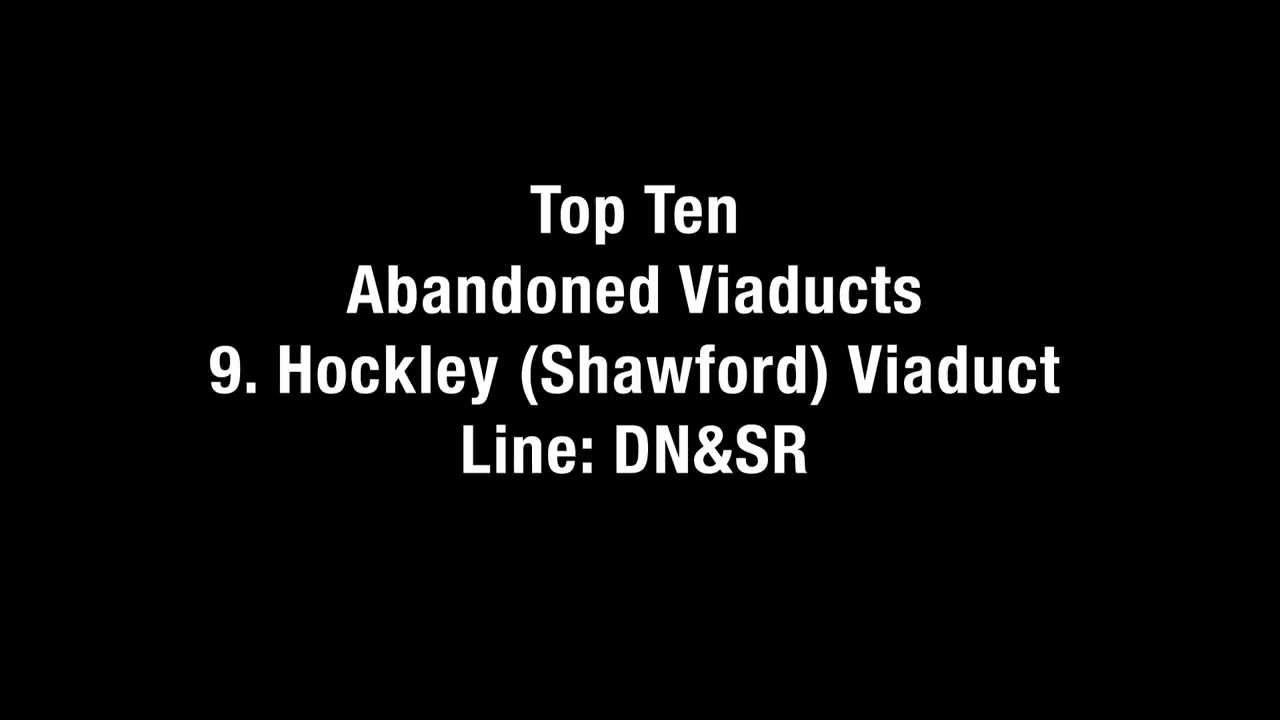 Top Ten
Abandoned Viaducts
9. Hockley (Shawford) Viaduct
Line: DN&SR